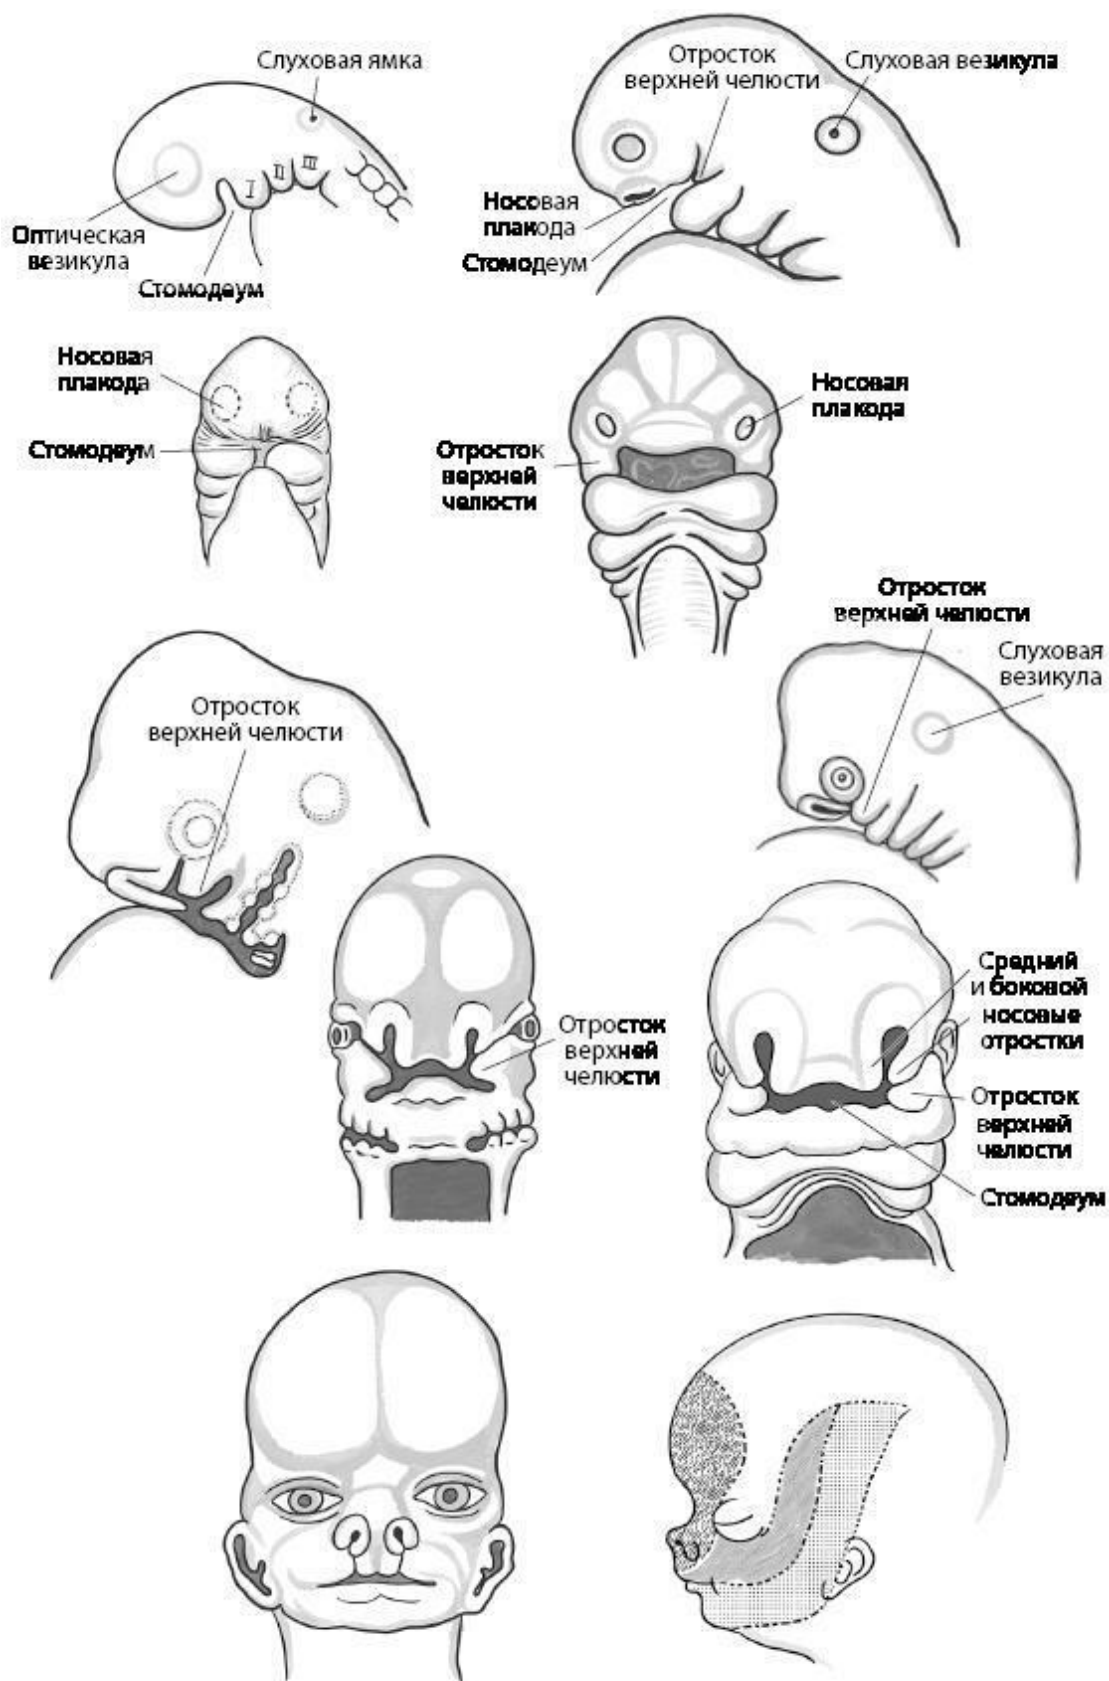 Слуховая ямка
Оптическая
везикула
Стомодеум
I
II
III
Отросток
верхней челюсти
Слуховая везикула
Носовая
плакода
Стомодеум
Носовая
плакода
Стомодеум
Носовая
плакода
Отросток
верхней
челюсти
Отросток
верхней челюсти
Слуховая
везикула
Отросток
верхней челюсти
Отросток
верхней
челюсти
Средний
и боковой
носовые
отростки
Отросток
верхней
челюсти
Стомодеум